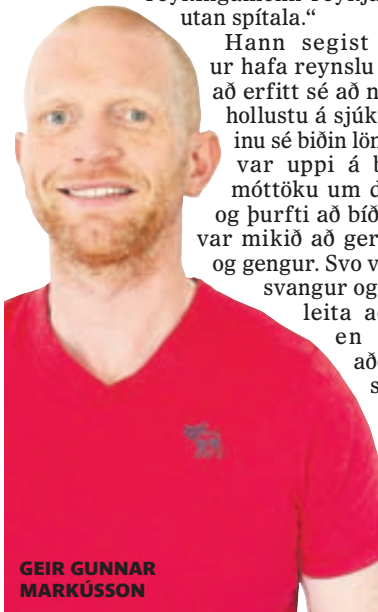 utan spítala.“
Hann segist
ur hafa reynslu
að erfitt sé að n
hollustu á sjúk
inu sé biðin lön
var uppi á b
móttöku um d
og þurfti að bíð
var mikið að ger
og gengur. Svo v
svangur og
leita a
en
að
s
GEIR GUNNAR
MARKÚSSON